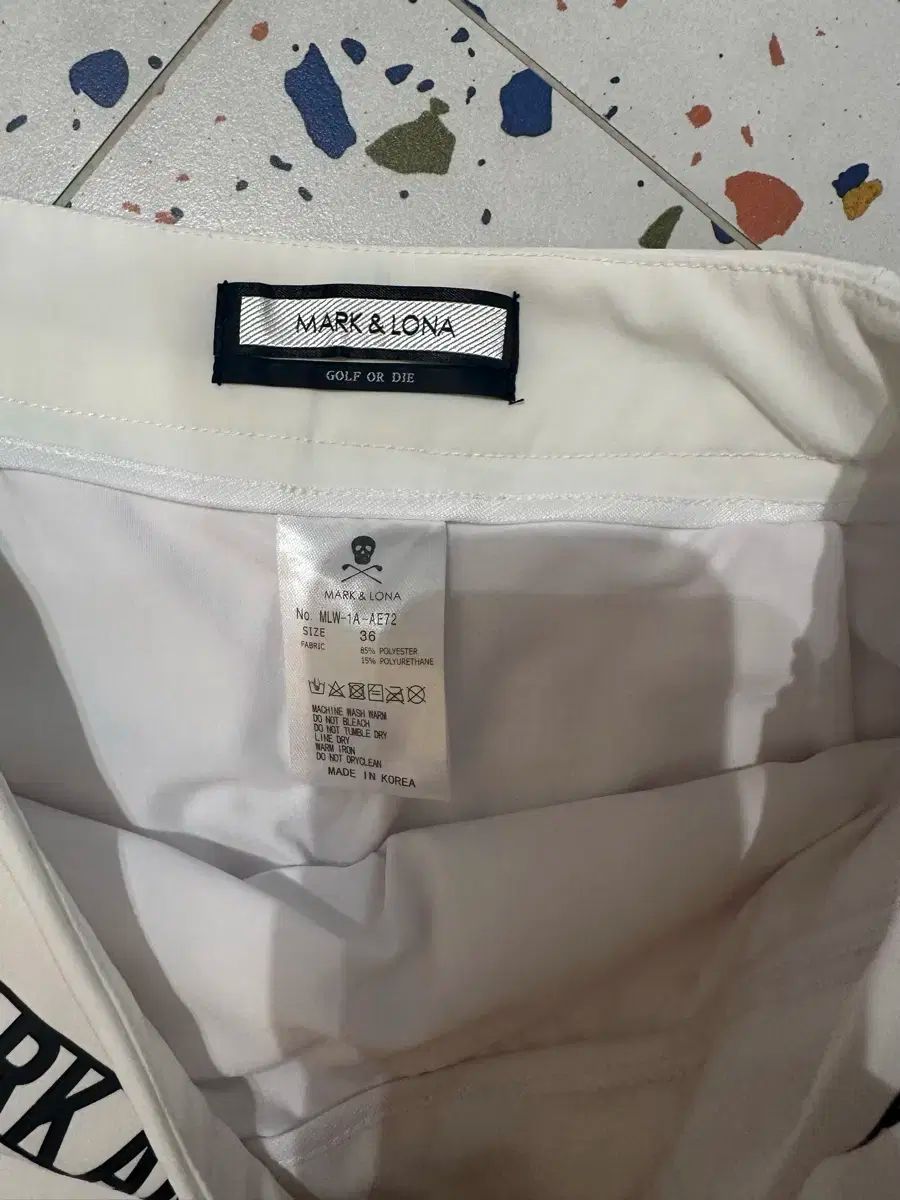 MARK & LONA
GOLF OR DIE
MARK & LONA
No. MLW-1A-AE72
SIZE 36
FABRIC 85% POLYESTER
15% POLYURETHANE
MACHINE WASH WARM
DO NOT BLEACH
DO NOT TUMBLE DRY
LINE DRY
WARM IRON
DO NOT DRYCLEAN
MADE IN KOREA